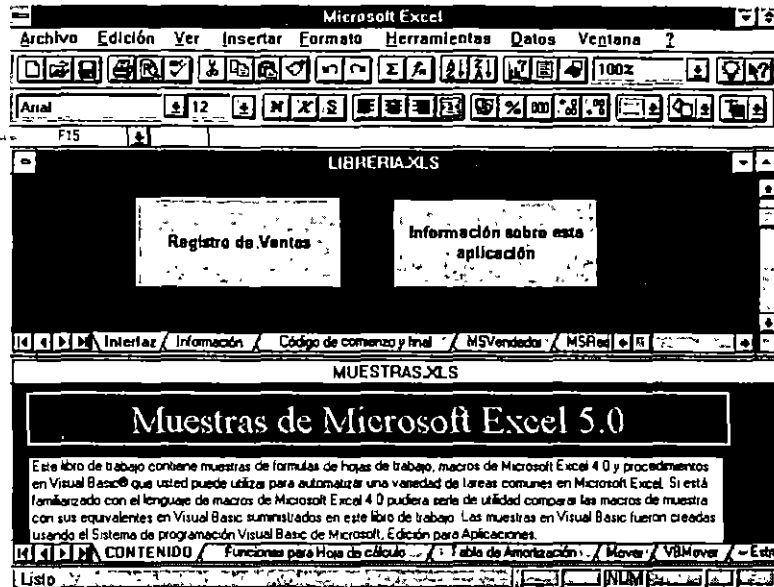 Microsoft Excel
Archivo Edición Ver Insertar Formato Herramientas Datos Ventana ?
100%
Arial 12 N K S % 000
F15
LIBRERIA.XLS
Registro de Ventas
Información sobre esta
aplicación
Interfaz Información Código de comienzo y final MSVendedor MSReg
MUESTRAS.XLS
Muestras de Microsoft Excel 5.0
Este libro de trabajo contiene muestras de formulas de hojas de trabajo, macros de Microsoft Excel 4 0 y procedimientos
en Visual Basic® que usted puede utilizar para automatizar una variedad de tareas comunes en Microsoft Excel. Si está
familiarizado con el lenguaje de macros de Microsoft Excel 4 0 pudiera serle de utilidad comparar las macros de muestra
con sus equivalentes en Visual Basic suministrados en este libro de trabajo. Las muestras en Visual Basic fueron creadas
usando el Sistema de programación Visual Basic de Microsoft, Edición para Aplicaciones.
CONTENIDO Funciones para Hoja de cálculo Tabla de Amortización Mover VBMover Estr
Listo NUM